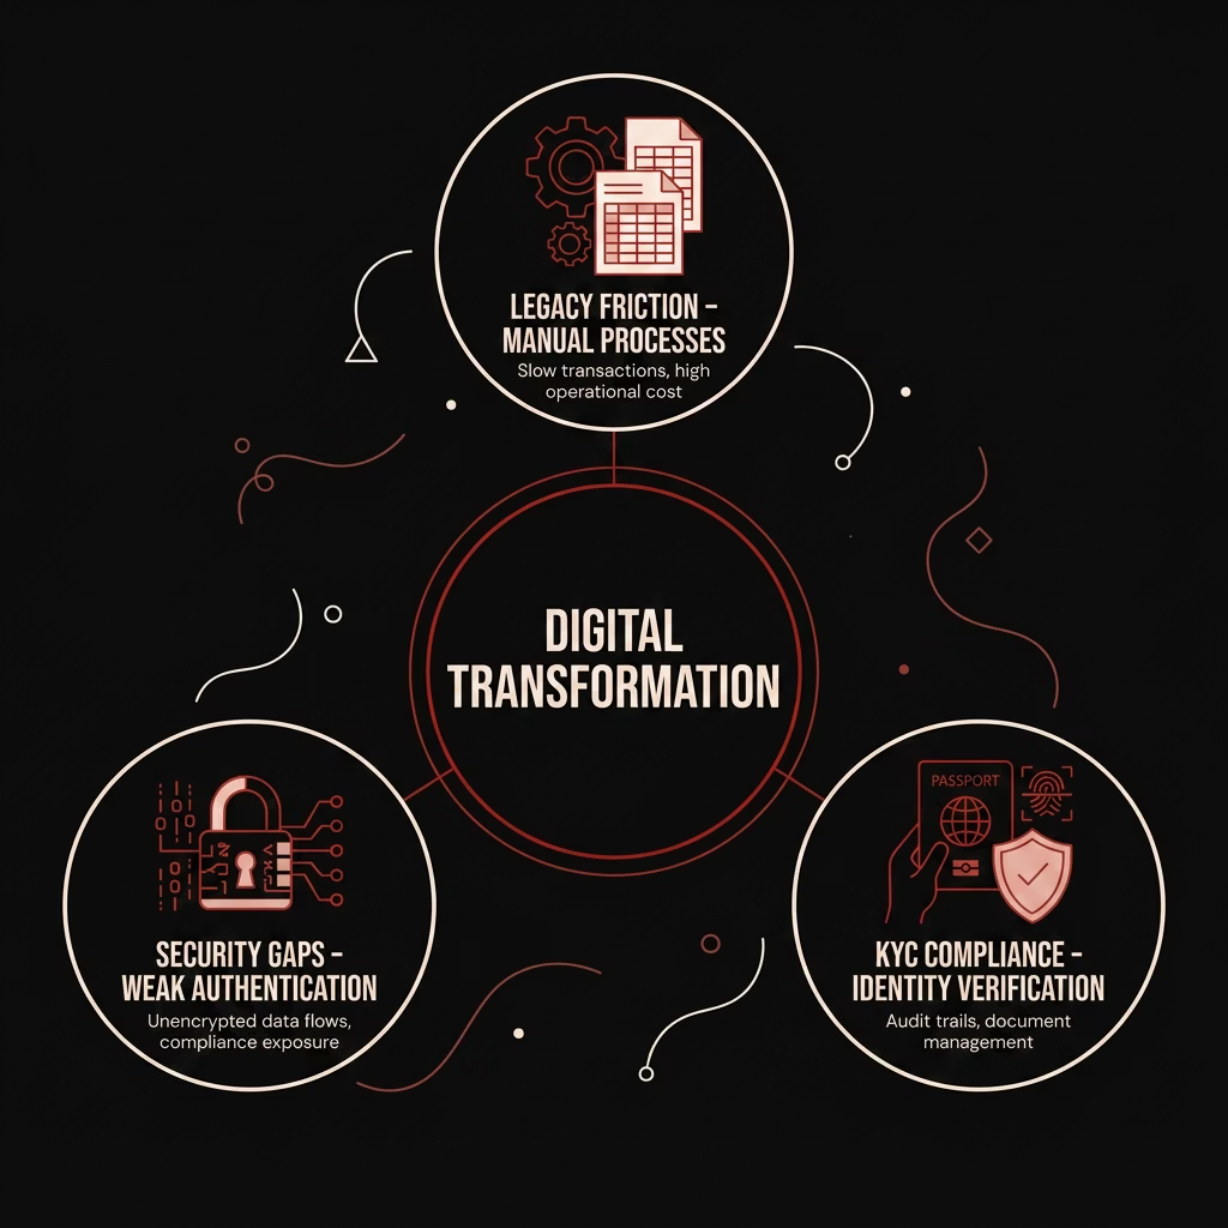 LEGACY FRICTION –
MANUAL PROCESSES
Slow transactions, high
operational cost
DIGITAL
TRANSFORMATION
SECURITY GAPS –
WEAK AUTHENTICATION
Unencrypted data flows,
compliance exposure
PASSPORT
KYC COMPLIANCE –
IDENTITY VERIFICATION
Audit trails, document
management